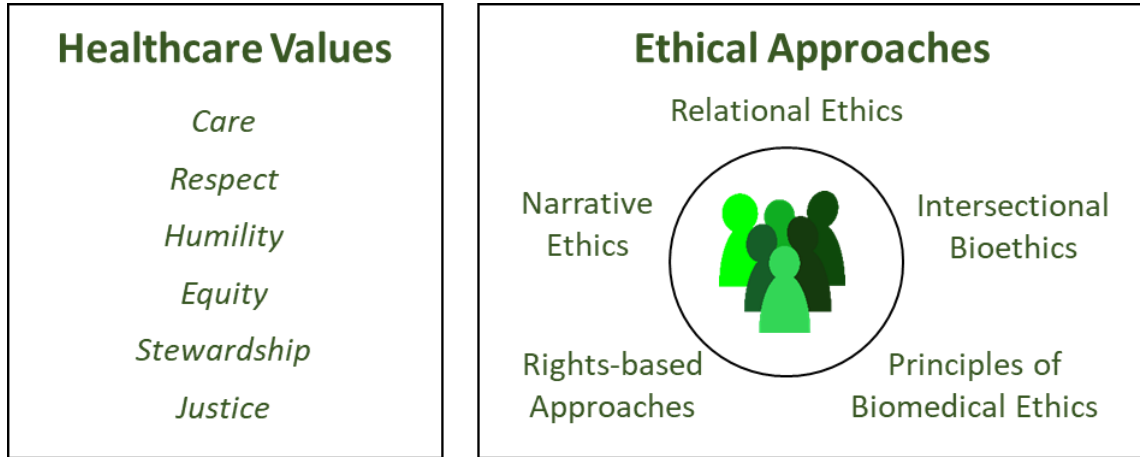 Healthcare Values
Care
Respect
Humility
Equity
Stewardship
Justice
Ethical Approaches
Relational Ethics
Narrative
Ethics
Intersectional
Bioethics
Rights-based
Approaches
Principles of
Biomedical Ethics